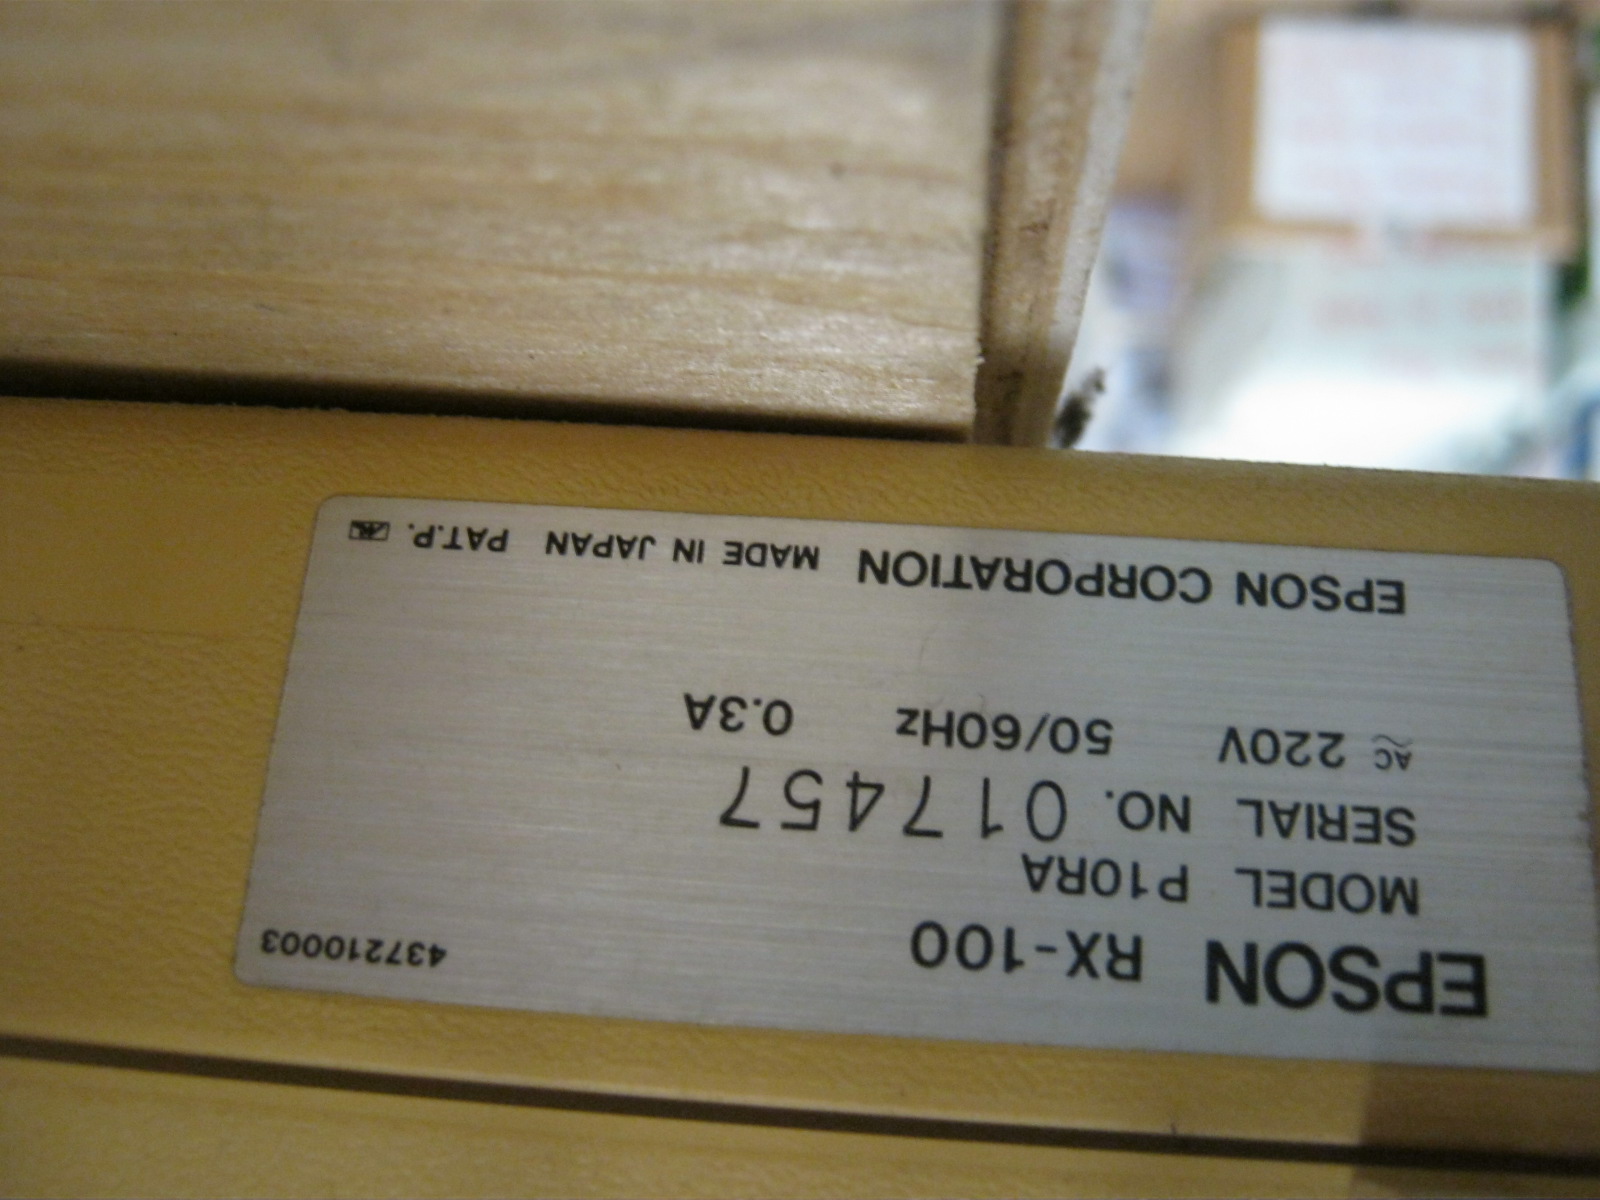 EPSON RX-100 437210003
MODEL P10RA
SERIAL NO. 017457
AC 220V 50/60Hz 0.3A
EPSON CORPORATION MADE IN JAPAN PAT.P.